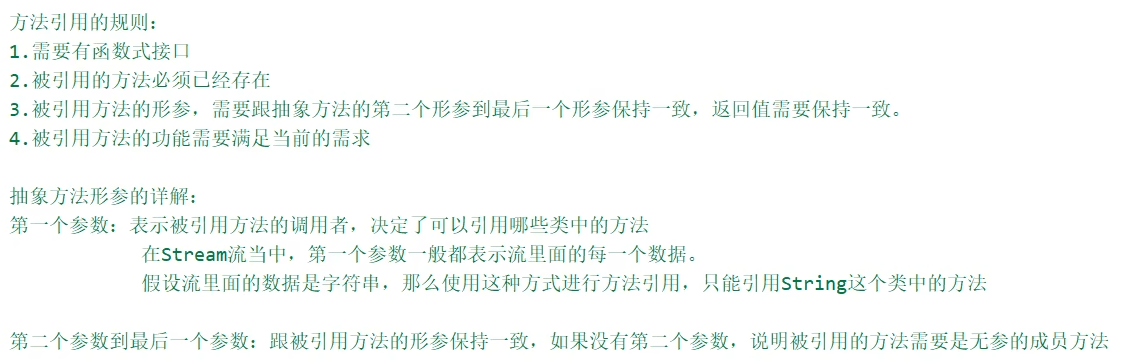 方法引用的规则：
1.需要有函数式接口
2.被引用的方法必须已经存在
3.被引用方法的形参，需要跟抽象方法的第二个形参到最后一个形参保持一致，返回值需要保持一致。
4.被引用方法的功能需要满足当前的需求
抽象方法形参的详解：
第一个参数：表示被引用方法的调用者，决定了可以引用哪些类中的方法
在Stream流当中，第一个参数一般都表示流里面的每一个数据。
假设流里面的数据是字符串，那么使用这种方式进行方法引用，只能引用String这个类中的方法
第二个参数到最后一个参数：跟被引用方法的形参保持一致，如果没有第二个参数，说明被引用的方法需要是无参的成员方法